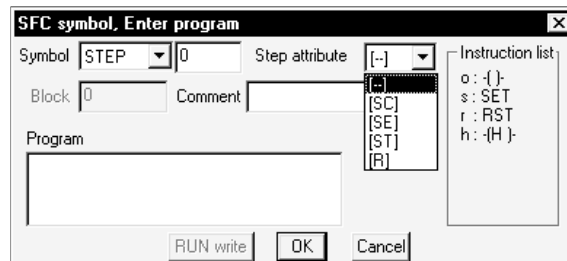 SFC symbol, Enter program
Symbol STEP 0 Step attribute [--] Instruction list
[--]
o : -( )-
Block 0 Comment [SC]
s : SET
[SE]
r : RST
[ST]
h : -(H )-
[R]
Program
RUN write OK Cancel